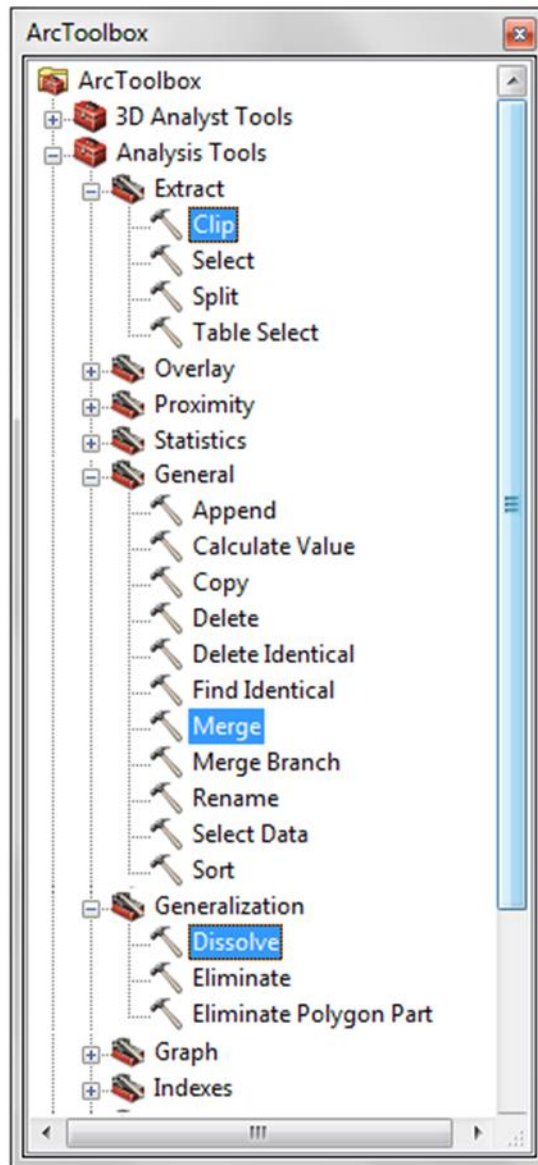 ArcToolbox
ArcToolbox
3D Analyst Tools
Analysis Tools
Extract
Clip
Select
Split
Table Select
Overlay
Proximity
Statistics
General
Append
Calculate Value
Copy
Delete
Delete Identical
Find Identical
Merge
Merge Branch
Rename
Select Data
Sort
Generalization
Dissolve
Eliminate
Eliminate Polygon Part
Graph
Indexes